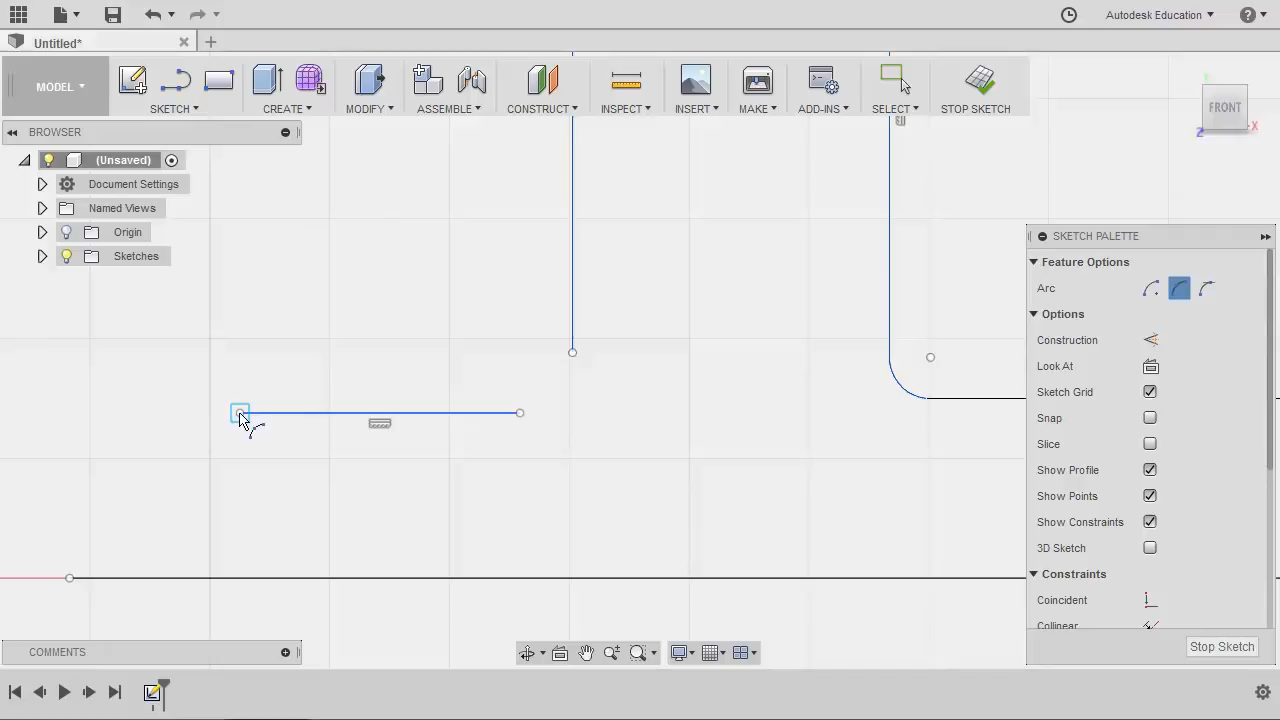 Autodesk Education
Untitled*
MODEL
SKETCH
CREATE
MODIFY
ASSEMBLE
CONSTRUCT
INSPECT
INSERT
MAKE
ADD-INS
SELECT
STOP SKETCH
FRONT
Y
X
Z
BROWSER
(Unsaved)
Document Settings
Named Views
Origin
Sketches
SKETCH PALETTE
Feature Options
Arc
Options
Construction
Look At
Sketch Grid
Snap
Slice
Show Profile
Show Points
Show Constraints
3D Sketch
Constraints
Coincident
Collinear
Stop Sketch
COMMENTS